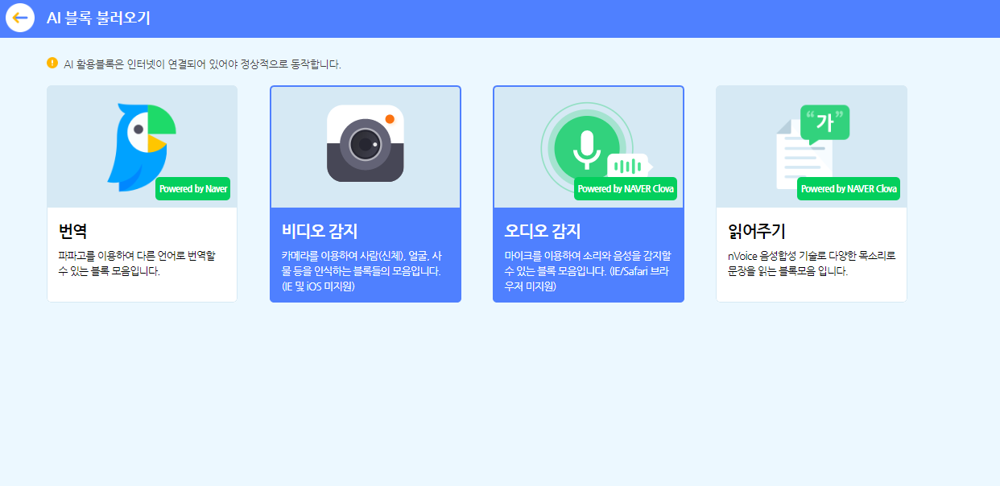 AI 블록 불러오기
AI 활용블록은 인터넷이 연결되어 있어야 정상적으로 동작합니다.
Powered by Naver
번역
파파고를 이용하여 다른 언어로 번역할
수 있는 블록 모음입니다.
비디오 감지
카메라를 이용하여 사람(신체), 얼굴, 사
물 등을 인식하는 블록들의 모음입니다.
(IE 및 iOS 미지원)
Powered by NAVER Clova
오디오 감지
마이크를 이용하여 소리와 음성을 감지할
수 있는 블록 모음입니다. (IE/Safari 브라
우저 미지원)
“가”
Powered by NAVER Clova
읽어주기
nVoice 음성합성 기술로 다양한 목소리로
문장을 읽는 블록모음 입니다.